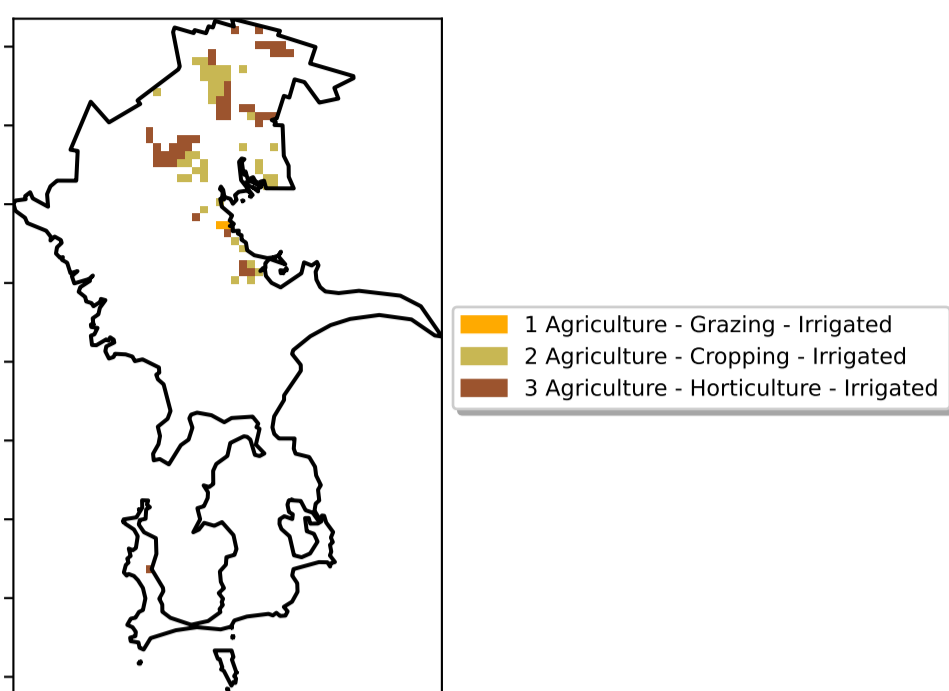 1 Agriculture - Grazing - Irrigated
2 Agriculture - Cropping - Irrigated
3 Agriculture - Horticulture - Irrigated